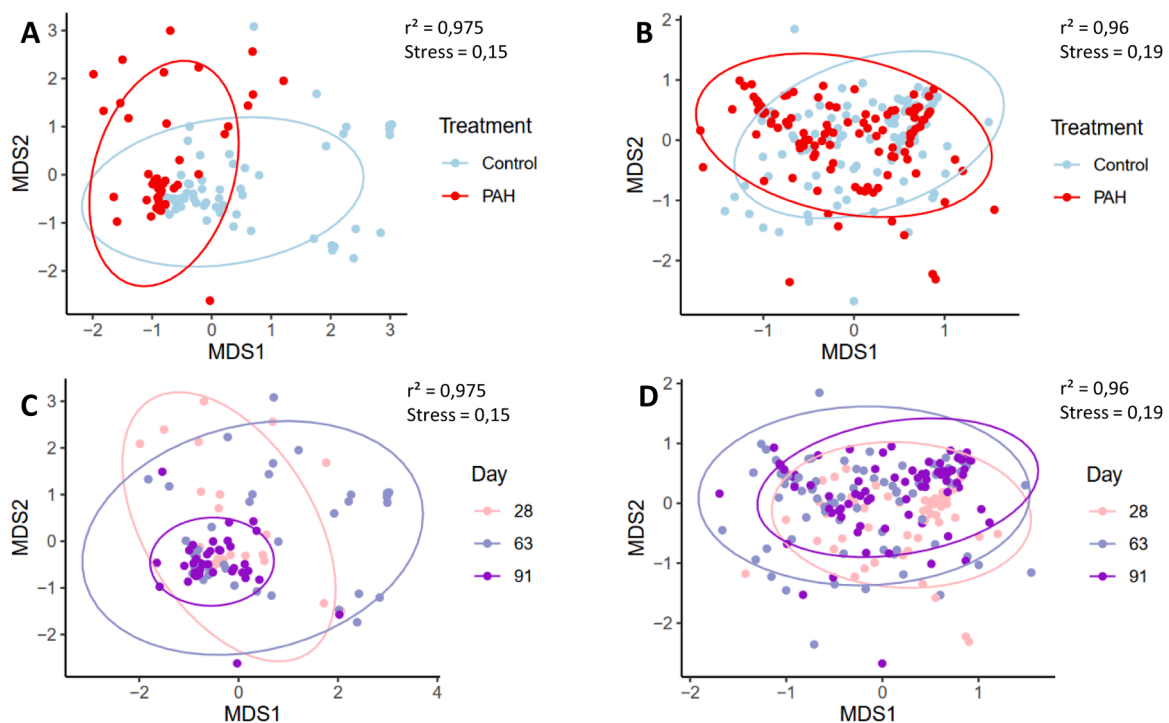 A
r² = 0,975
Stress = 0,15
3
2
1
0
−1
−2
MDS2
−2
−1
0
1
2
3
MDS1
Treatment
Control
PAH
B
r² = 0,96
Stress = 0,19
2
1
0
−1
−2
MDS2
−1
0
1
MDS1
Treatment
Control
PAH
C
r² = 0,975
Stress = 0,15
3
2
1
0
−1
−2
MDS2
−2
0
2
4
MDS1
Day
28
63
91
D
r² = 0,96
Stress = 0,19
2
1
0
−1
−2
MDS2
−2
−1
0
1
MDS1
Day
28
63
91